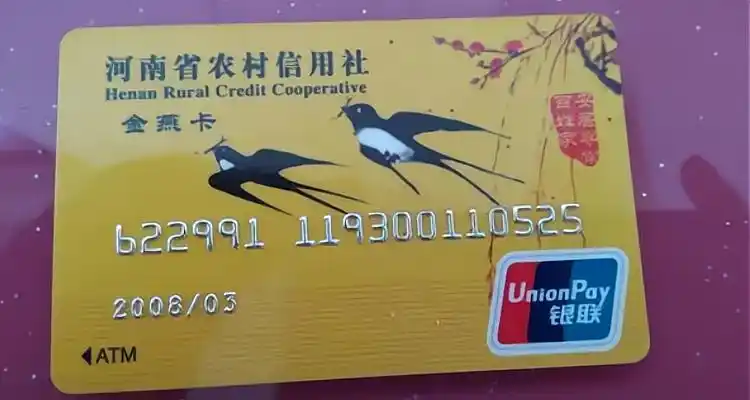 河南省农村信用社
Henan Rural Credit Cooperative
金燕卡
622991 119300110525
2008/03
UnionPay
银联
ATM